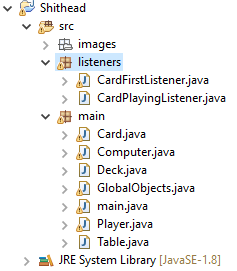 Shithead
src
images
listeners
CardFirstListener.java
CardPlayingListener.java
main
Card.java
Computer.java
Deck.java
GlobalObjects.java
main.java
Player.java
Table.java
JRE System Library [JavaSE-1.8]